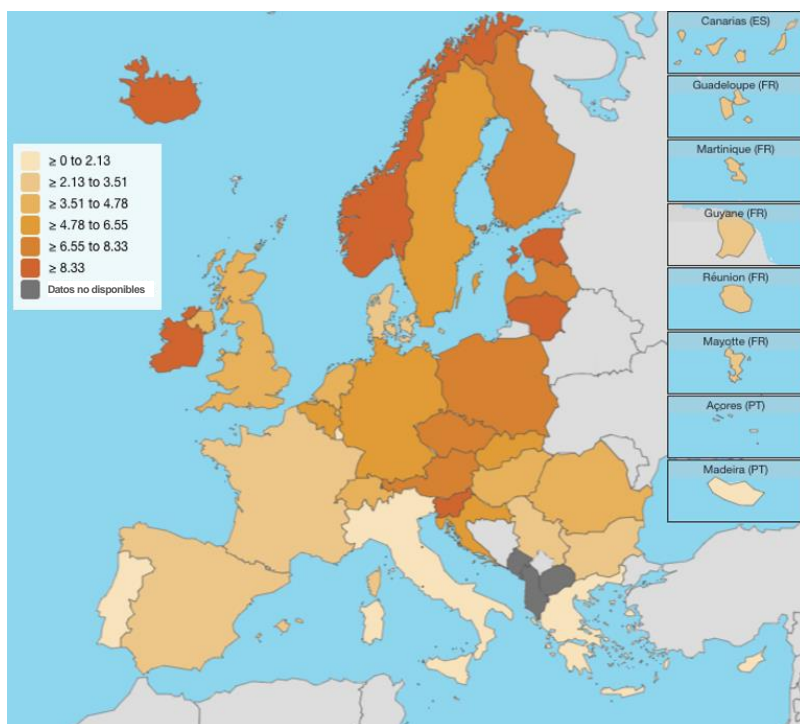 Canarias (ES)
Guadeloupe (FR)
Martinique (FR)
Guyane (FR)
Réunion (FR)
Mayotte (FR)
Açores (PT)
Madeira (PT)
≥ 0 to 2.13
≥ 2.13 to 3.51
≥ 3.51 to 4.78
≥ 4.78 to 6.55
≥ 6.55 to 8.33
≥ 8.33
Datos no disponibles